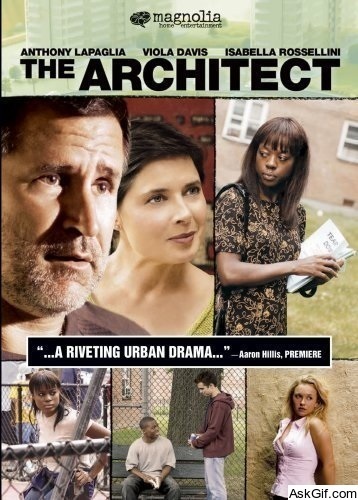 magnolia
home entertainment
ANTHONY LAPAGLIA VIOLA DAVIS ISABELLA ROSSELLINI
THE ARCHITECT
"...A RIVETING URBAN DRAMA..." —Aaron Hillis, PREMIERE
AskGif.com